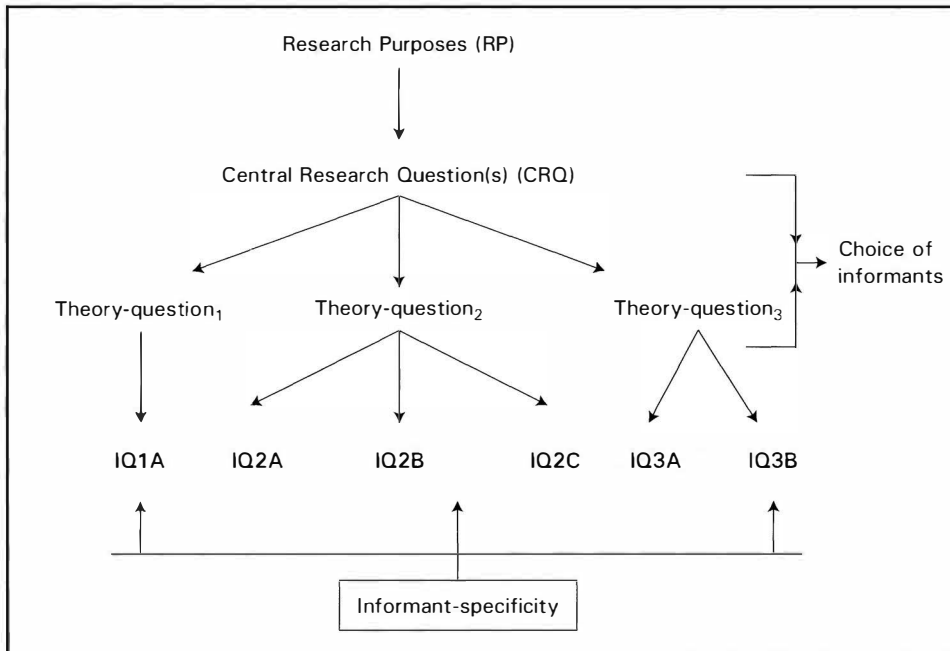 Research Purposes (RP)
Central Research Question(s) (CRQ)
Choice of
informants
Theory-question₁ Theory-question₂ Theory-question₃
IQ1A IQ2A IQ2B IQ2C IQ3A IQ3B
Informant-specificity